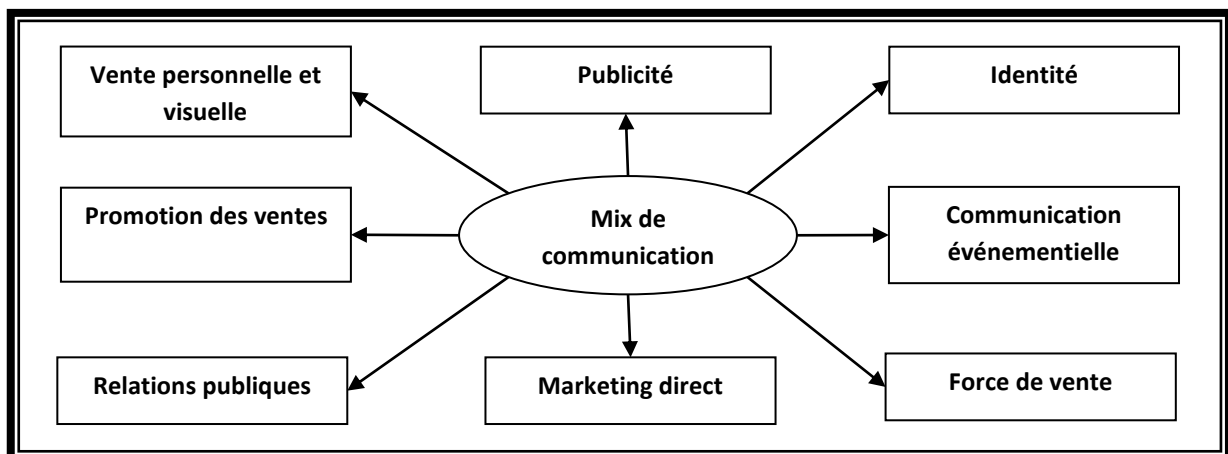 Vente personnelle et
visuelle
Publicité
Identité
Promotion des ventes
Mix de
communication
Communication
événementielle
Relations publiques
Marketing direct
Force de vente